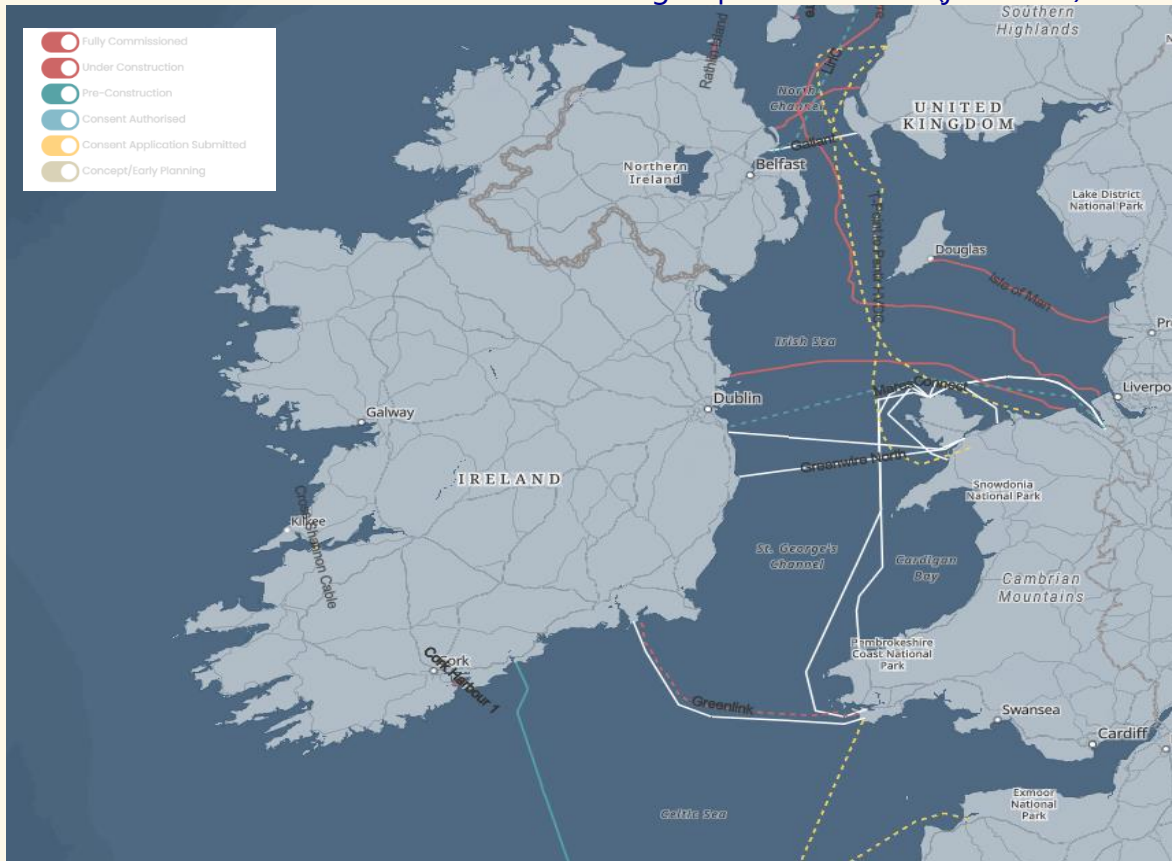 Fully Commissioned
Under Construction
Pre-Construction
Consent Authorised
Consent Application Submitted
Concept/Early Planning
Southern
Highlands
Rathlin Island
LirIC
North
Channel
UNITED
KINGDOM
Gallant
Belfast
Northern
Ireland
Lake District
National Park
Douglas
Isle of Man
Irish Sea
Liverpo
Dublin
Galway
Greenwire North
IRELAND
Snowdonia
National Park
Kilkee
Cross Shannon Cable
St. George's
Channel
Cardigan
Bay
Cambrian
Mountains
Pembrokeshire
Coast National
Park
Cork
Cork Harbour 1
Greenlink
Swansea
Cardiff
Exmoor
National
Park
Celtic Sea